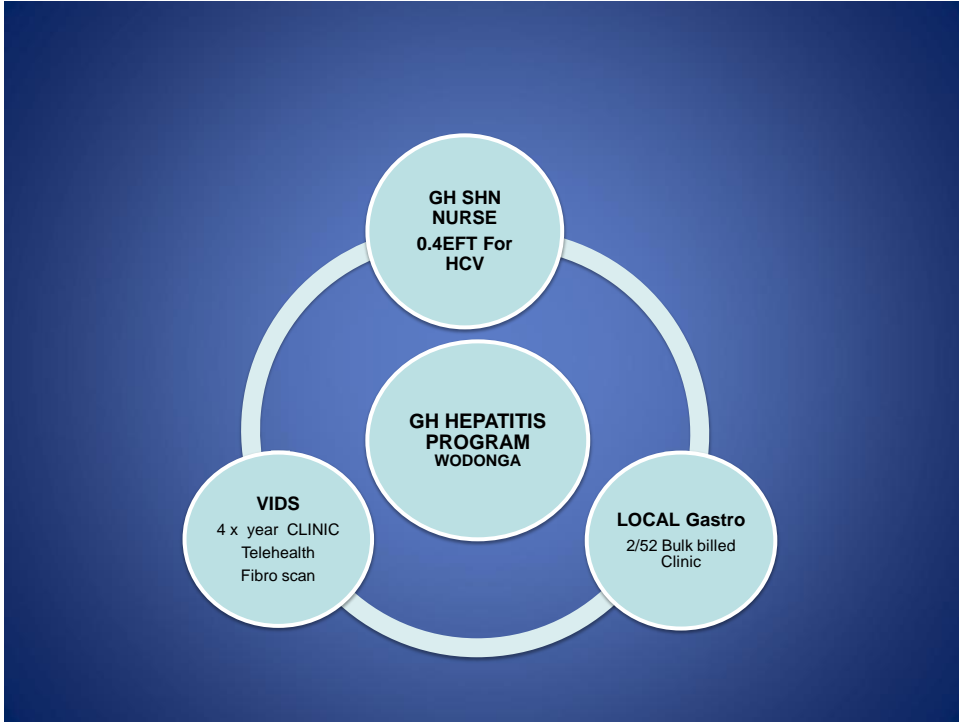 GH SHN
NURSE
0.4EFT For
HCV
GH HEPATITIS
PROGRAM
WODONGA
VIDS
4 x year CLINIC
Telehealth
Fibro scan
LOCAL Gastro
2/52 Bulk billed
Clinic